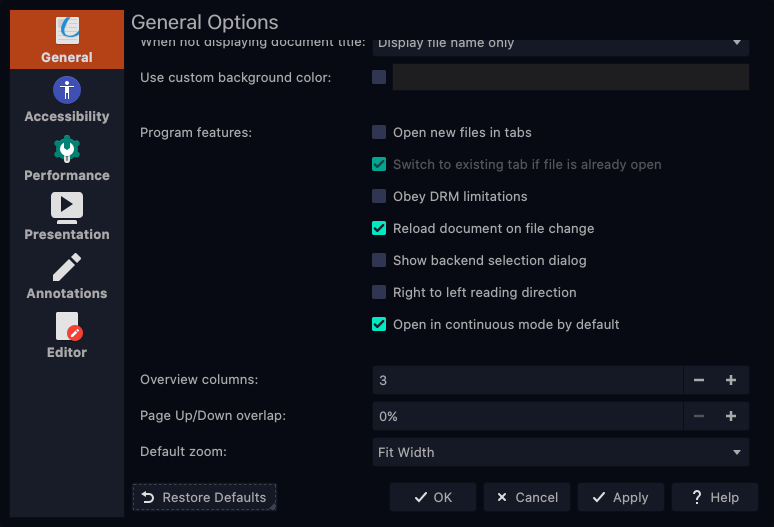 General Options
General
Accessibility
Performance
Presentation
Annotations
Editor
When not displaying document title: Display file name only
Use custom background color:
Program features: Open new files in tabs
Switch to existing tab if file is already open
Obey DRM limitations
Reload document on file change
Show backend selection dialog
Right to left reading direction
Open in continuous mode by default
Overview columns: 3
Page Up/Down overlap: 0%
Default zoom: Fit Width
Restore Defaults OK Cancel Apply Help